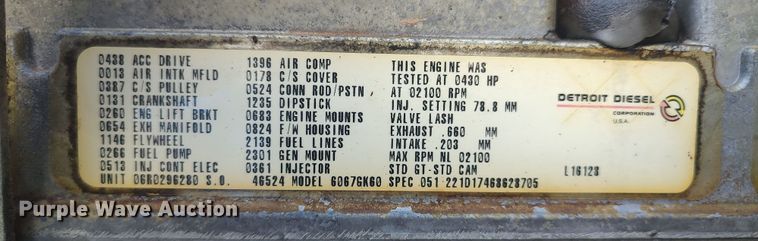 0438 ACC DRIVE 1396 AIR COMP THIS ENGINE WAS
0013 AIR INTK MFLD 0178 C/S COVER TESTED AT 0430 HP
0387 C/S PULLEY 0524 CONN ROD/PSTN AT 02100 RPM
0131 CRANKSHAFT 1235 DIPSTICK INJ. SETTING 78.8 MM
0260 ENG LIFT BRKT 0683 ENGINE MOUNTS VALVE LASH
0654 EXH MANIFOLD 0824 F/W HOUSING EXHAUST .660 MM
1146 FLYWHEEL 2139 FUEL LINES INTAKE .203 MM
0266 FUEL PUMP 2301 GEN MOUNT MAX RPM NL 02100
0513 INJ CONT ELEC 0361 INJECTOR STD GT-STD CAM L16128
UNIT 06R0296280 S.O. 46524 MODEL 6067GK60 SPEC 051 221D17468628705
DETROIT DIESEL
CORPORATION
U.S.A.
Purple Wave Auction